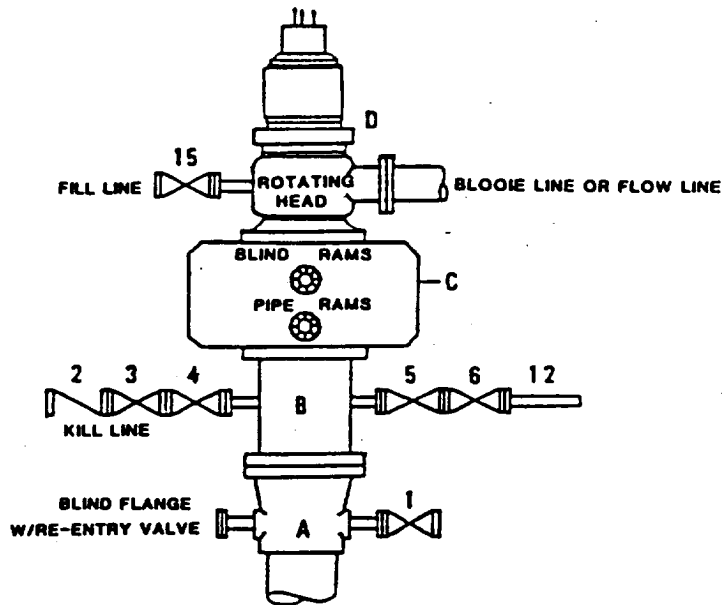 D
15
FILL LINE
ROTATING
HEAD
BLOOIE LINE OR FLOW LINE
BLIND RAMS
C
PIPE RAMS
2 3 4
5 6 12
B
KILL LINE
BLIND FLANGE
W/RE-ENTRY VALVE
1
A